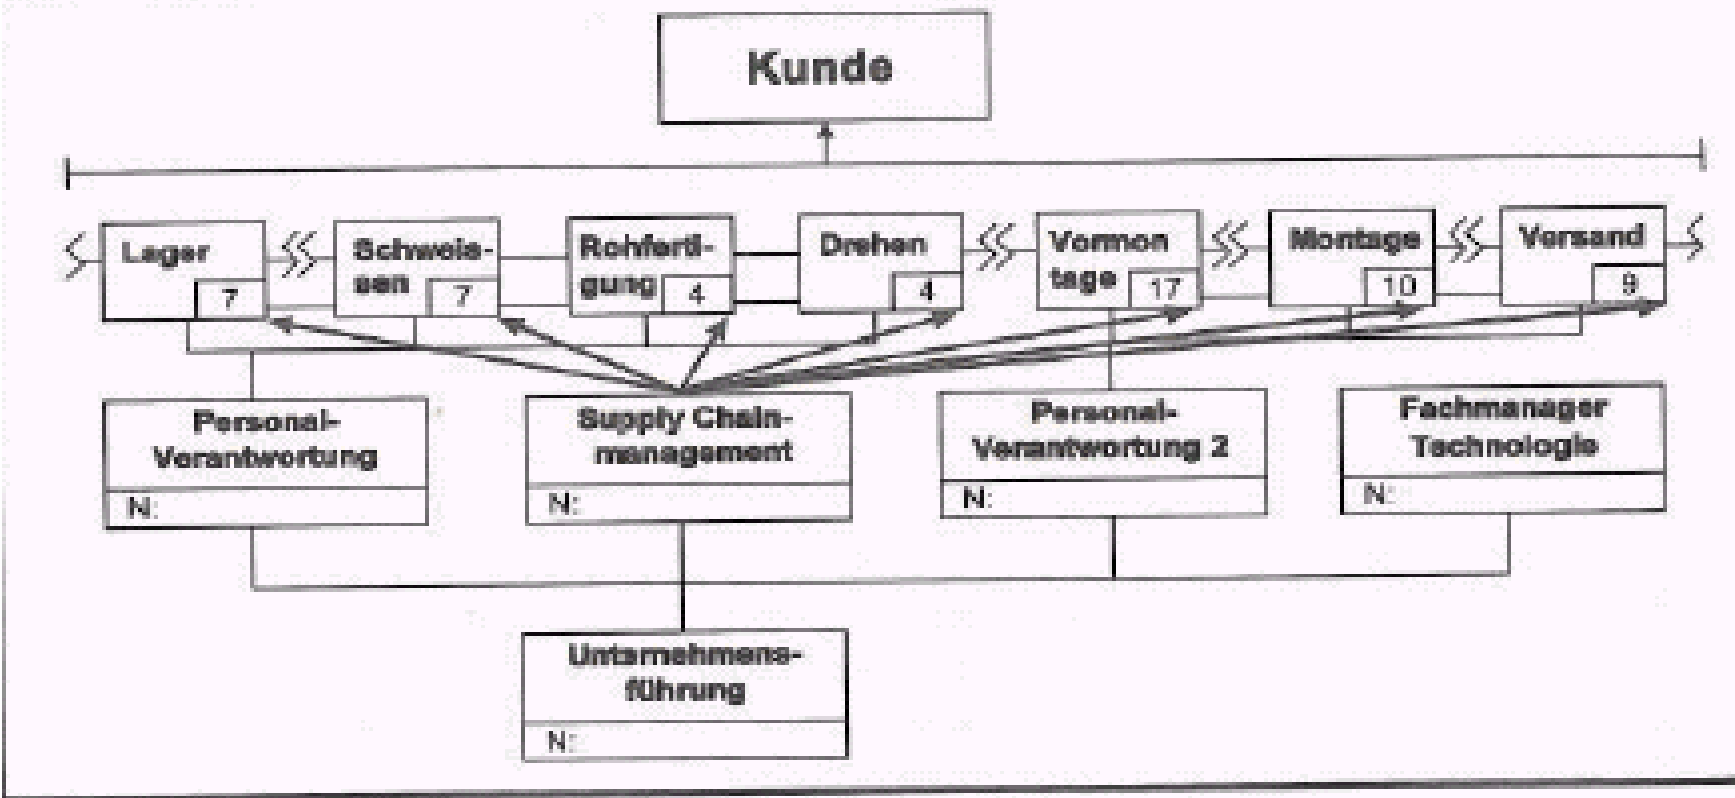 Kunde
Lager
7
Schweis-
sen
7
Rohferti-
gung
4
Drehen
4
Vormon
tage
17
Montage
10
Versand
9
Personal-
Verantwortung
N:
Supply Chain-
management
N:
Personal-
Verantwortung 2
N:
Fachmanager
Technologie
N:
Unternehmens-
führung
N: